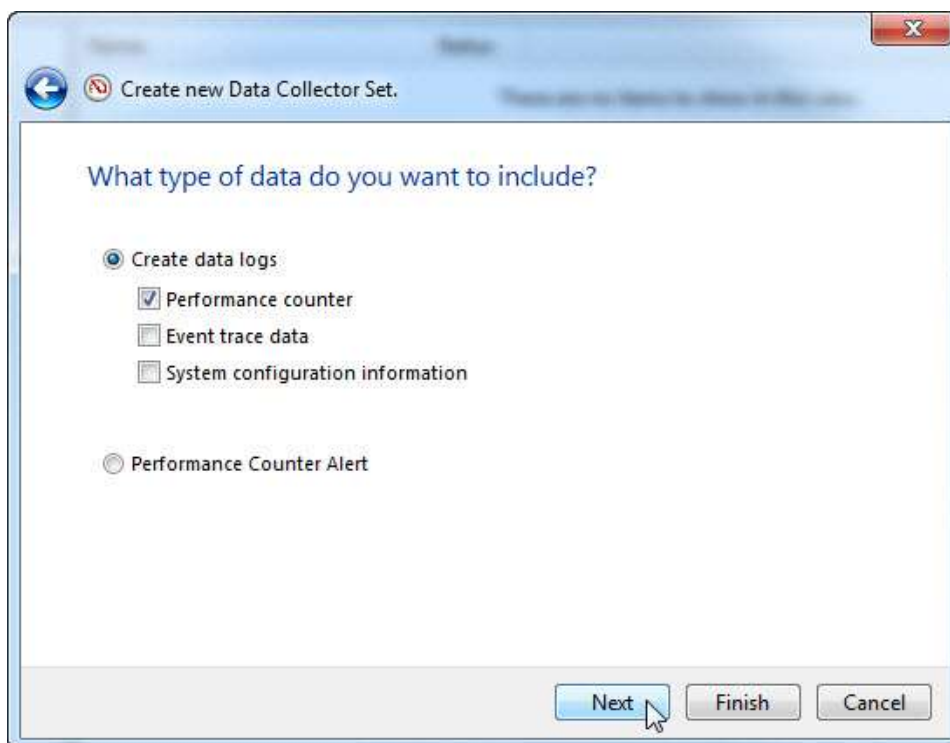 Create new Data Collector Set.
What type of data do you want to include?
Create data logs
Performance counter
Event trace data
System configuration information
Performance Counter Alert
Next
Finish
Cancel